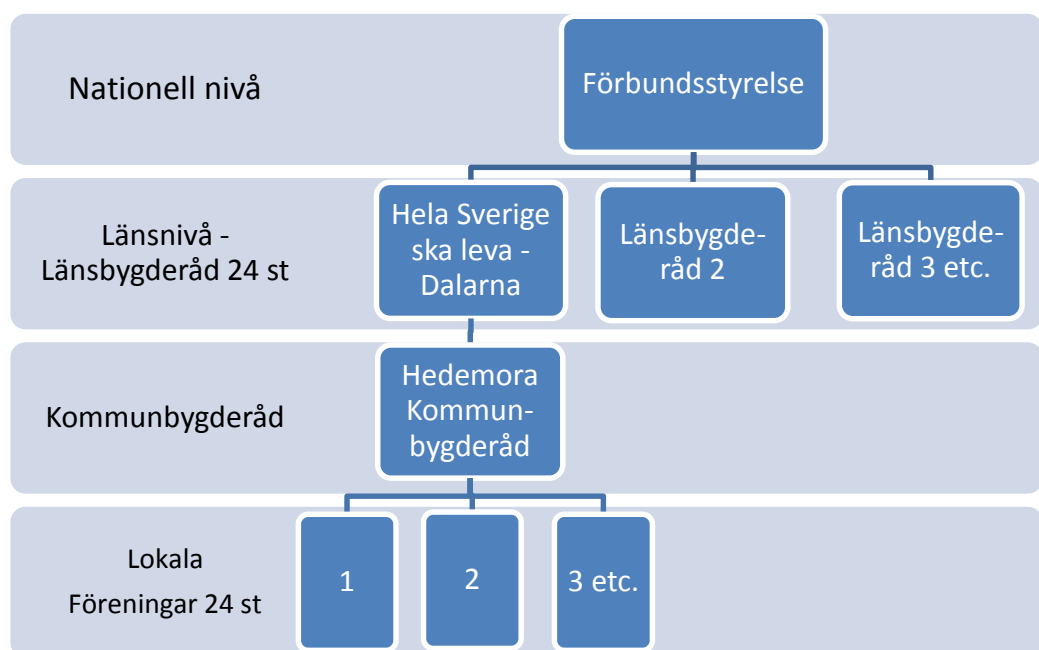 Nationell nivå
Förbundsstyrelse
Länsnivå -
Länsbygderåd 24 st
Hela Sverige
ska leva -
Dalarna
Länsbygde-
råd 2
Länsbygde-
råd 3 etc.
Kommunbygderåd
Hedemora
Kommun-
bygderåd
Lokala
Föreningar 24 st
1
2
3 etc.